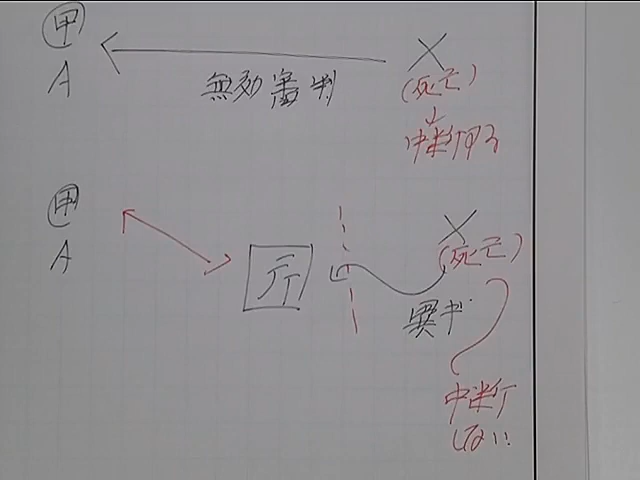 甲 X
A 無効審判 (死亡)
中断する
甲 X
A 庁 (死亡)
異判
中断
しない